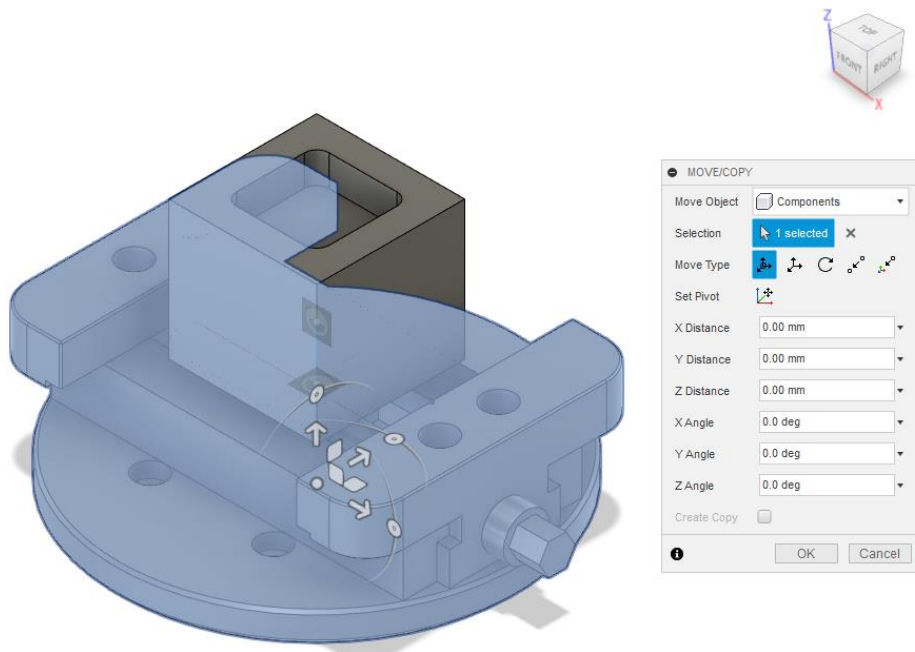 Z
TOP
FRONT
RIGHT
X
MOVE/COPY
Move Object Components
Selection 1 selected
Move Type
Set Pivot
X Distance 0.00 mm
Y Distance 0.00 mm
Z Distance 0.00 mm
X Angle 0.0 deg
Y Angle 0.0 deg
Z Angle 0.0 deg
Create Copy
OK Cancel